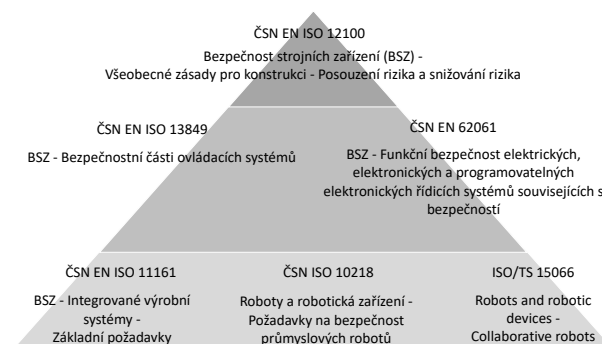 ČSN EN ISO 12100
Bezpečnost strojních zařízení (BSZ) -
Všeobecné zásady pro konstrukci - Posouzení rizika a snižování rizika
ČSN EN ISO 13849
BSZ - Bezpečnostní části ovládacích systémů
ČSN EN 62061
BSZ - Funkční bezpečnost elektrických,
elektronických a programovatelných
elektronických řídicích systémů souvisejících s
bezpečností
ČSN EN ISO 11161
BSZ - Integrované výrobní
systémy -
Základní požadavky
ČSN ISO 10218
Roboty a robotická zařízení -
Požadavky na bezpečnost
průmyslových robotů
ISO/TS 15066
Robots and robotic
devices -
Collaborative robots